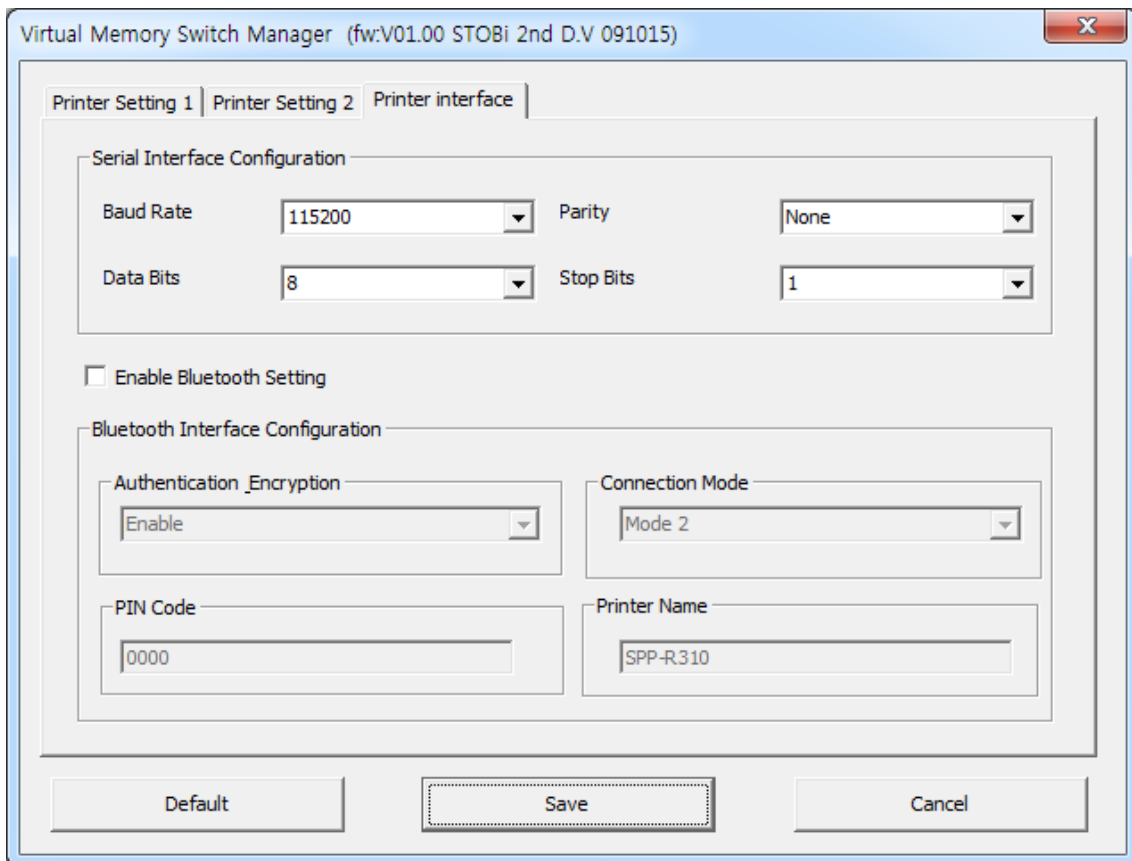 Virtual Memory Switch Manager (fw:V01.00 STOBi 2nd D.V 091015)
Printer Setting 1 Printer Setting 2 Printer interface
Serial Interface Configuration
Baud Rate 115200 Parity None
Data Bits 8 Stop Bits 1
Enable Bluetooth Setting
Bluetooth Interface Configuration
Authentication _Encryption Connection Mode
Enable Mode 2
PIN Code Printer Name
0000 SPP-R310
Default Save Cancel